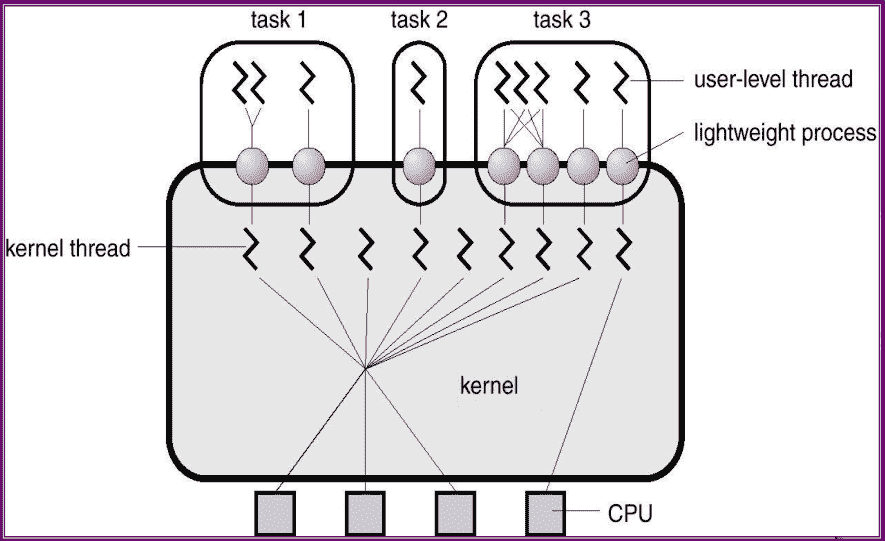 task 1
task 2
task 3
user-level thread
lightweight process
kernel thread
kernel
CPU